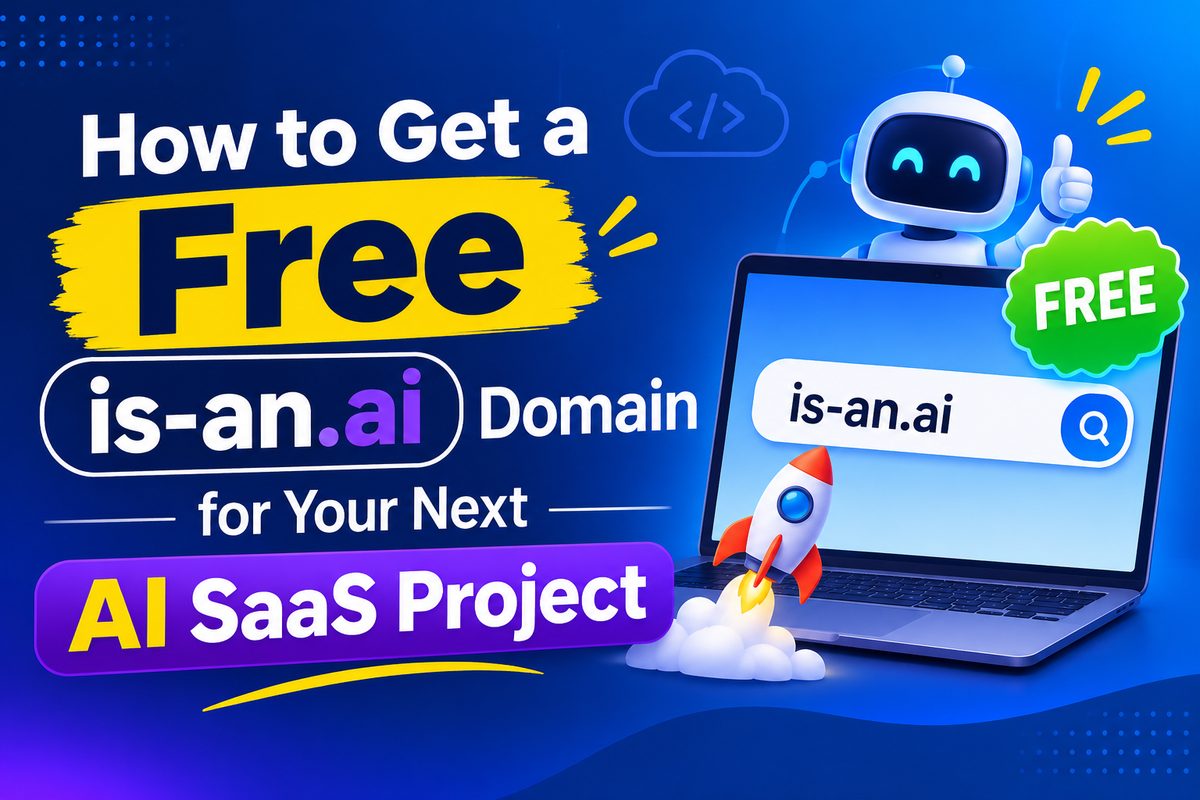 How to Get a
Free
is-an.ai Domain
for Your Next
AI SaaS Project
</>
FREE
is-an.ai